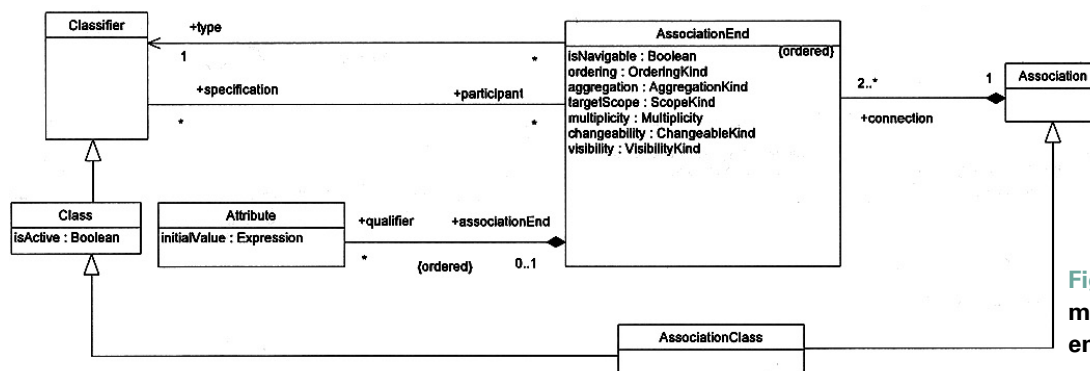 Classifier
+type
1
*
+specification
+participant
*
*
AssociationEnd
{ordered}
isNavigable : Boolean
ordering : OrderingKind
aggregation : AggregationKind
targetScope : ScopeKind
multiplicity : Multiplicity
changeability : ChangeableKind
visibility : VisibilityKind
2..*
1
+connection
Association
Class
isActive : Boolean
Attribute
initialValue : Expression
+qualifier
+associationEnd
*
{ordered}
0..1
AssociationClass